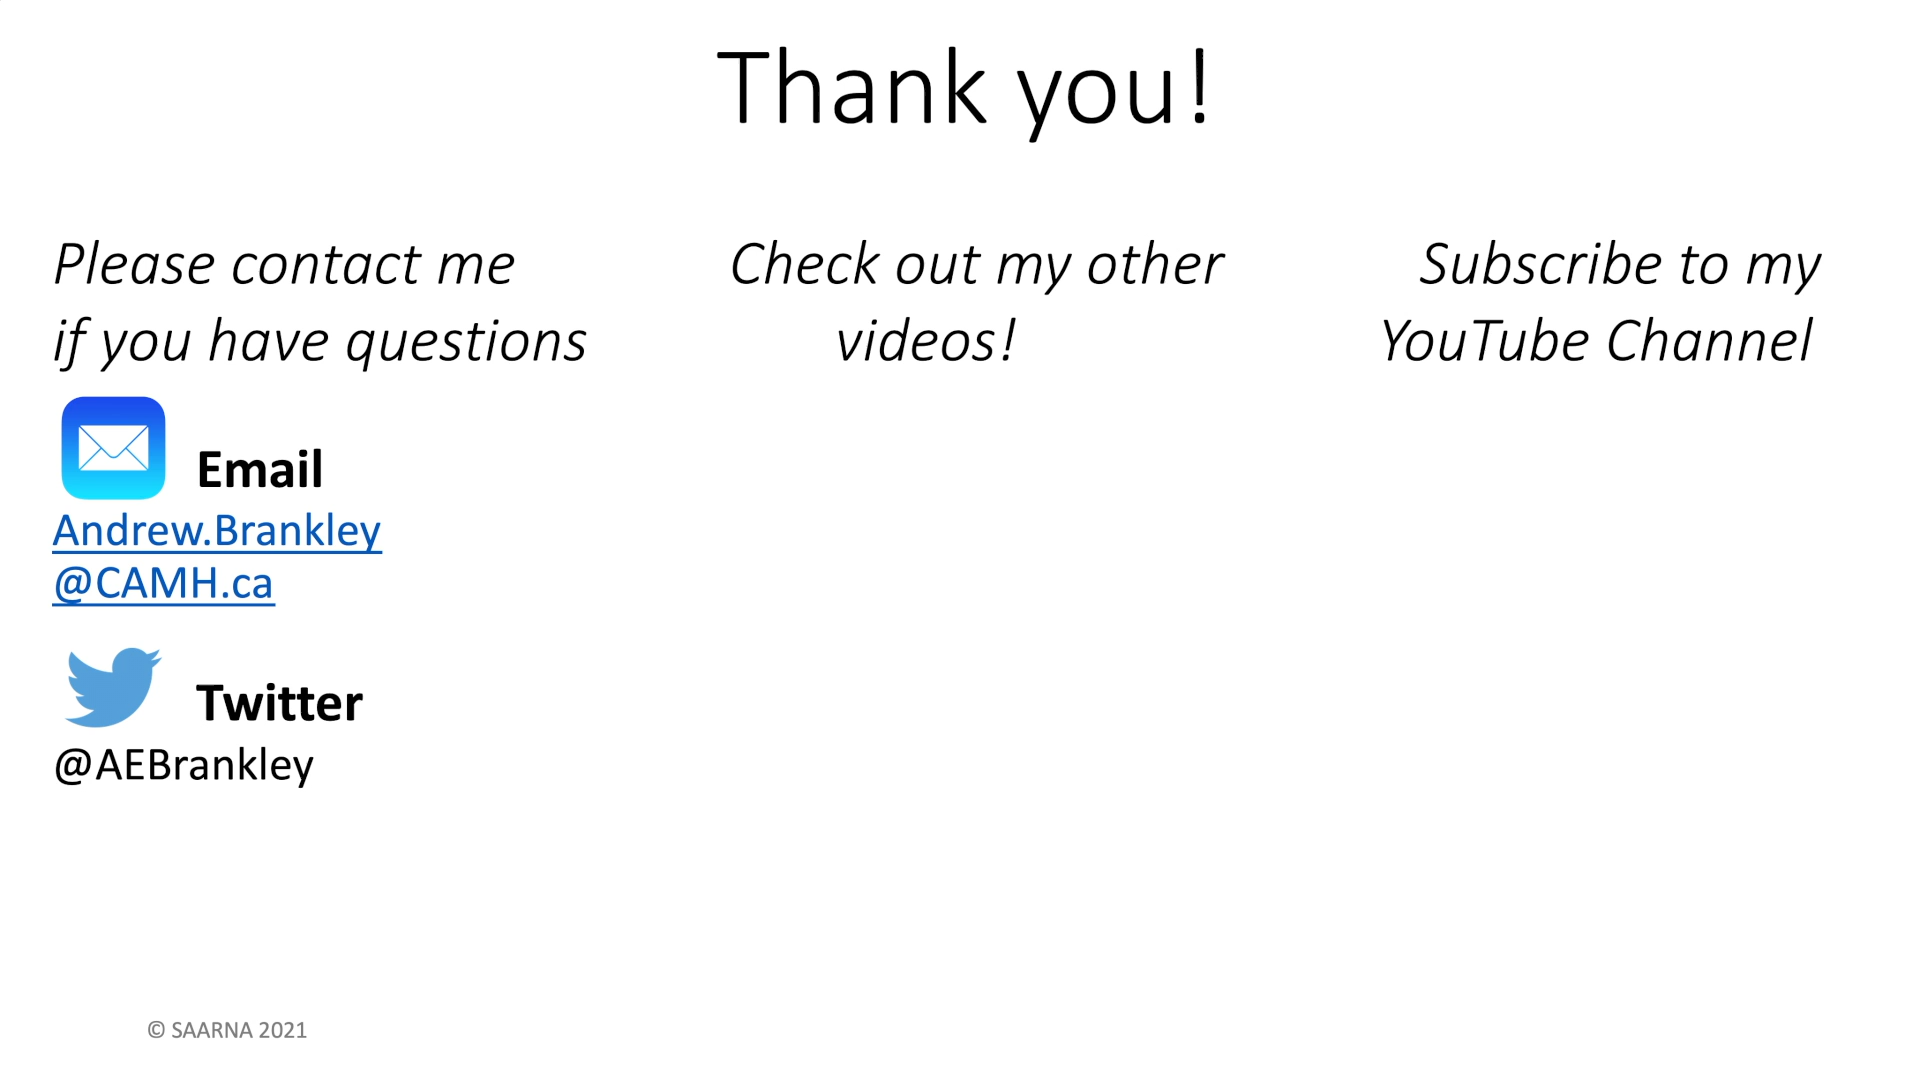 Thank you!
Please contact me
if you have questions
Check out my other
videos!
Subscribe to my
YouTube Channel
Email
Andrew.Brankley
@CAMH.ca
Twitter
@AEBrankley
© SAARNA 2021